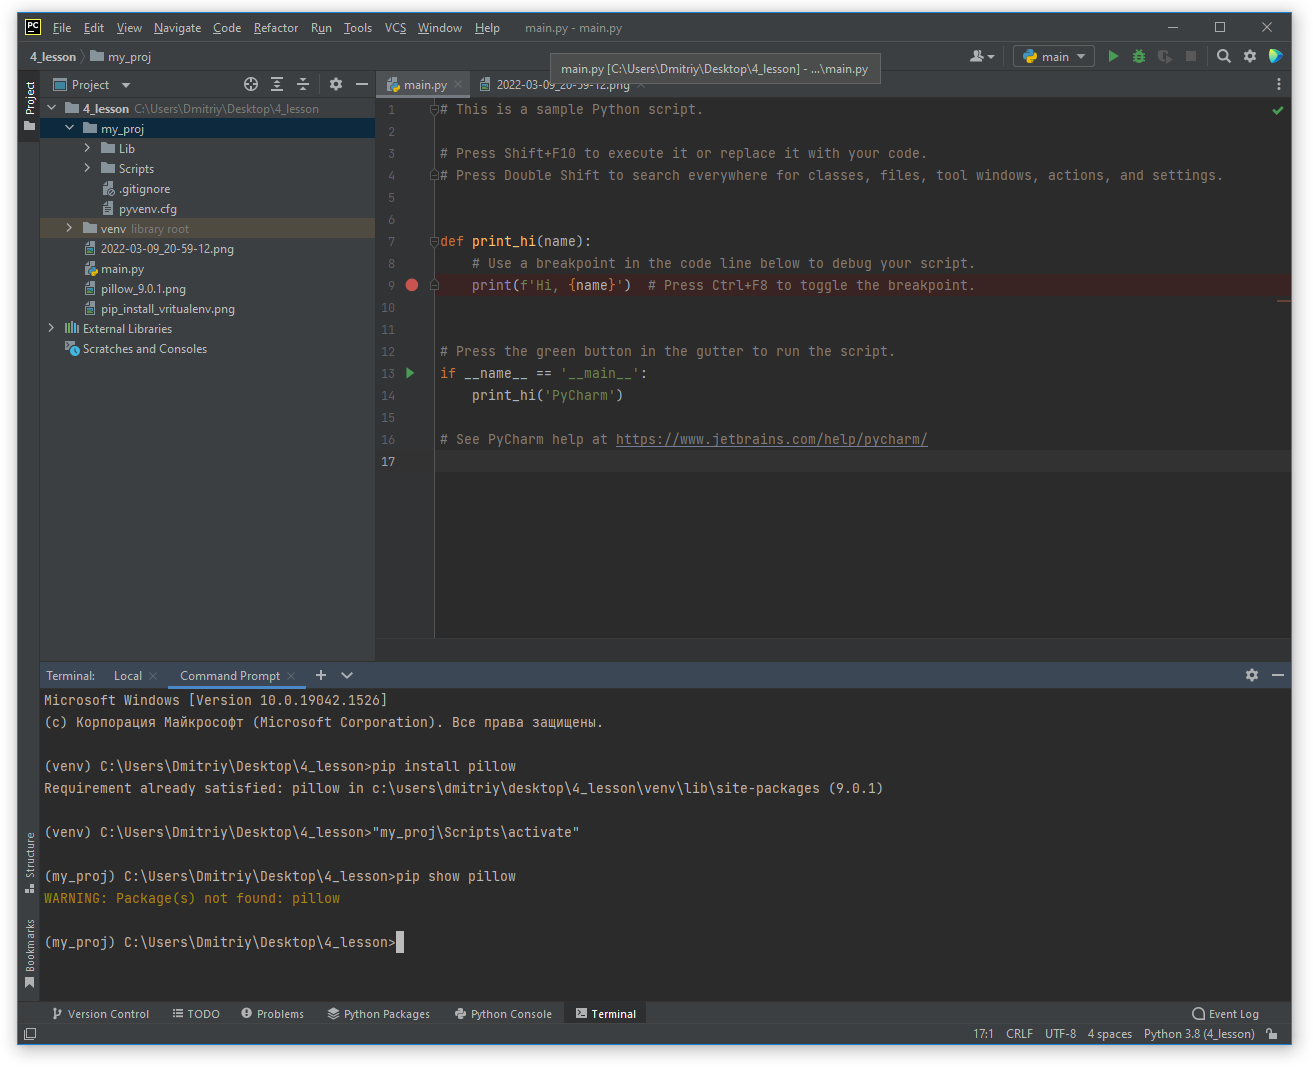 PC File Edit View Navigate Code Refactor Run Tools VCS Window Help main.py - main.py
4_lesson my_proj
main
main.py [C:\Users\Dmitriy\Desktop\4_lesson] - ...\main.py
Project
Project
main.py
2022-03-09_20-59-12.png
4_lesson C:\Users\Dmitriy\Desktop\4_lesson
my_proj
Lib
Scripts
.gitignore
pyvenv.cfg
venv library root
2022-03-09_20-59-12.png
main.py
pillow_9.0.1.png
pip_install_vritualenv.png
External Libraries
Scratches and Consoles
1 # This is a sample Python script.
2
3 # Press Shift+F10 to execute it or replace it with your code.
4 # Press Double Shift to search everywhere for classes, files, tool windows, actions, and settings.
5
6
7 def print_hi(name):
8 # Use a breakpoint in the code line below to debug your script.
9 print(f'Hi, {name}') # Press Ctrl+F8 to toggle the breakpoint.
10
11
12 # Press the green button in the gutter to run the script.
13 if __name__ == '__main__':
14 print_hi('PyCharm')
15
16 # See PyCharm help at https://www.jetbrains.com/help/pycharm/
17
Terminal: Local Command Prompt
Microsoft Windows [Version 10.0.19042.1526]
(c) Корпорация Майкрософт (Microsoft Corporation). Все права защищены.
(venv) C:\Users\Dmitriy\Desktop\4_lesson>pip install pillow
Requirement already satisfied: pillow in c:\users\dmitriy\desktop\4_lesson\venv\lib\site-packages (9.0.1)
(venv) C:\Users\Dmitriy\Desktop\4_lesson>"my_proj\Scripts\activate"
(my_proj) C:\Users\Dmitriy\Desktop\4_lesson>pip show pillow
WARNING: Package(s) not found: pillow
(my_proj) C:\Users\Dmitriy\Desktop\4_lesson>
Structure
Bookmarks
Version Control TODO Problems Python Packages Python Console Terminal Event Log
17:1 CRLF UTF-8 4 spaces Python 3.8 (4_lesson)